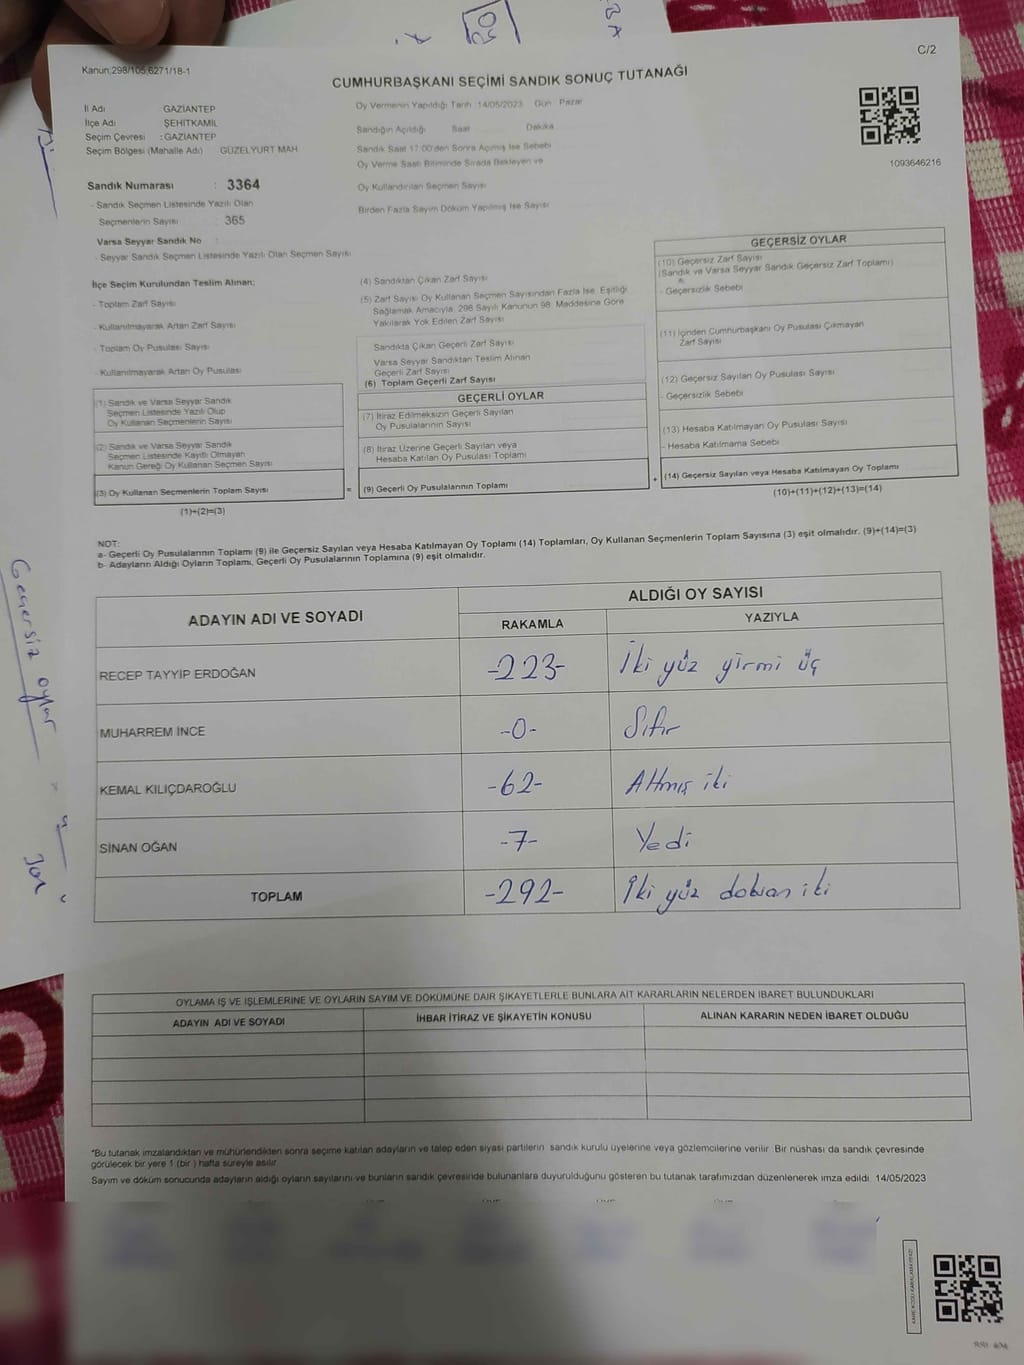 C/2
Kanun:298/105,6271/18-1
CUMHURBAŞKANI SEÇİMİ SANDIK SONUÇ TUTANAĞI
İl Adı GAZİANTEP
İlçe Adı ŞEHİTKAMİL
Seçim Çevresi : GAZİANTEP
Seçim Bölgesi (Mahalle Adı) GÜZELYURT MAH
Sandık Numarası : 3364
- Sandık Seçmen Listesinde Yazılı Olan
Seçmenlerin Sayısı : 365
Varsa Seyyar Sandık No :
- Seyyar Sandık Seçmen Listesinde Yazılı Olan Seçmen Sayısı
Oy Vermenin Yapıldığı Tarih :14/05/2023 Gün : Pazar
Sandığın Açıldığı Saat Dakika
Sandık Saat 17:00'den Sonra Açılmış İse Sebebi
Oy Verme Saati Bitiminde Sırada Bekleyen ve
Oy Kullandırılan Seçmen Sayısı
Birden Fazla Sayım Döküm Yapılmış İse Sayısı
1093646216
İlçe Seçim Kurulundan Teslim Alınan;
- Toplam Zarf Sayısı
- Kullanılmayarak Artan Zarf Sayısı
- Toplam Oy Pusulası Sayısı
- Kullanılmayarak Artan Oy Pusulası
(1) Sandık ve Varsa Seyyar Sandık
Seçmen Listesinde Yazılı Olup
Oy Kullanan Seçmenlerin Sayısı
(2) Sandık ve Varsa Seyyar Sandık
Seçmen Listesinde Kayıtlı Olmayan
Kanun Gereği Oy Kullanan Seçmen Sayısı
(3) Oy Kullanan Seçmenlerin Toplam Sayısı
(1)+(2)=(3)
=
(4) Sandıktan Çıkan Zarf Sayısı
(5) Zarf Sayısı Oy Kullanan Seçmen Sayısından Fazla İse, Eşitliği
Sağlamak Amacıyla, 298 Sayılı Kanunun 98. Maddesine Göre
Yakılarak Yok Edilen Zarf Sayısı
Sandıkta Çıkan Geçerli Zarf Sayısı
Varsa Seyyar Sandıktan Teslim Alınan
Geçerli Zarf Sayısı
(6) Toplam Geçerli Zarf Sayısı
GEÇERLİ OYLAR
(7) İtiraz Edilmeksizin Geçerli Sayılan
Oy Pusulalarının Sayısı
(8) İtiraz Üzerine Geçerli Sayılan veya
Hesaba Katılan Oy Pusulası Toplamı
(9) Geçerli Oy Pusulalarının Toplamı
+
GEÇERSİZ OYLAR
(10) Geçersiz Zarf Sayısı
(Sandık ve Varsa Seyyar Sandık Geçersiz Zarf Toplamı)
- Geçersizlik Sebebi
(11) İçinden Cumhurbaşkanı Oy Pusulası Çıkmayan
Zarf Sayısı
(12) Geçersiz Sayılan Oy Pusulası Sayısı
- Geçersizlik Sebebi
(13) Hesaba Katılmayan Oy Pusulası Sayısı
- Hesaba Katılmama Sebebi
(14) Geçersiz Sayılan veya Hesaba Katılmayan Oy Toplamı
(10)+(11)+(12)+(13)=(14)
NOT:
a- Geçerli Oy Pusulalarının Toplamı (9) ile Geçersiz Sayılan veya Hesaba Katılmayan Oy Toplamı (14) Toplamları, Oy Kullanan Seçmenlerin Toplam Sayısına (3) eşit olmalıdır. (9)+(14)=(3)
b- Adayların Aldığı Oyların Toplamı, Geçerli Oy Pusulalarının Toplamına (9) eşit olmalıdır.
ADAYIN ADI VE SOYADI ALDIĞI OY SAYISI
RAKAMLA YAZIYLA
RECEP TAYYİP ERDOĞAN -223- İki yüz yirmi üç
MUHARREM İNCE -0- Sıfır
KEMAL KILIÇDAROĞLU -62- Altmış iki
SİNAN OĞAN -7- Yedi
TOPLAM -292- İki yüz doksan iki
OYLAMA İŞ VE İŞLEMLERİNE VE OYLARIN SAYIM VE DÖKÜMÜNE DAİR ŞİKAYETLERLE BUNLARA AİT KARARLARIN NELERDEN İBARET BULUNDUKLARI
ADAYIN ADI VE SOYADI İHBAR İTİRAZ VE ŞİKAYETİN KONUSU ALINAN KARARIN NEDEN İBARET OLDUĞU
*Bu tutanak imzalandıktan ve mühürlendikten sonra seçime katılan adayların ve talep eden siyasi partilerin sandık kurulu üyelerine veya gözlemcilerine verilir. Bir nüshası da sandık çevresinde
görülecek bir yere 1 (bir) hafta süreyle asılır.
Sayım ve döküm sonucunda adayların aldığı oyların sayılarını ve bunların sandık çevresinde bulunanlara duyurulduğunu gösteren bu tutanak tarafımızdan düzenlenerek imza edildi. 14/05/2023
Geçersiz oylar